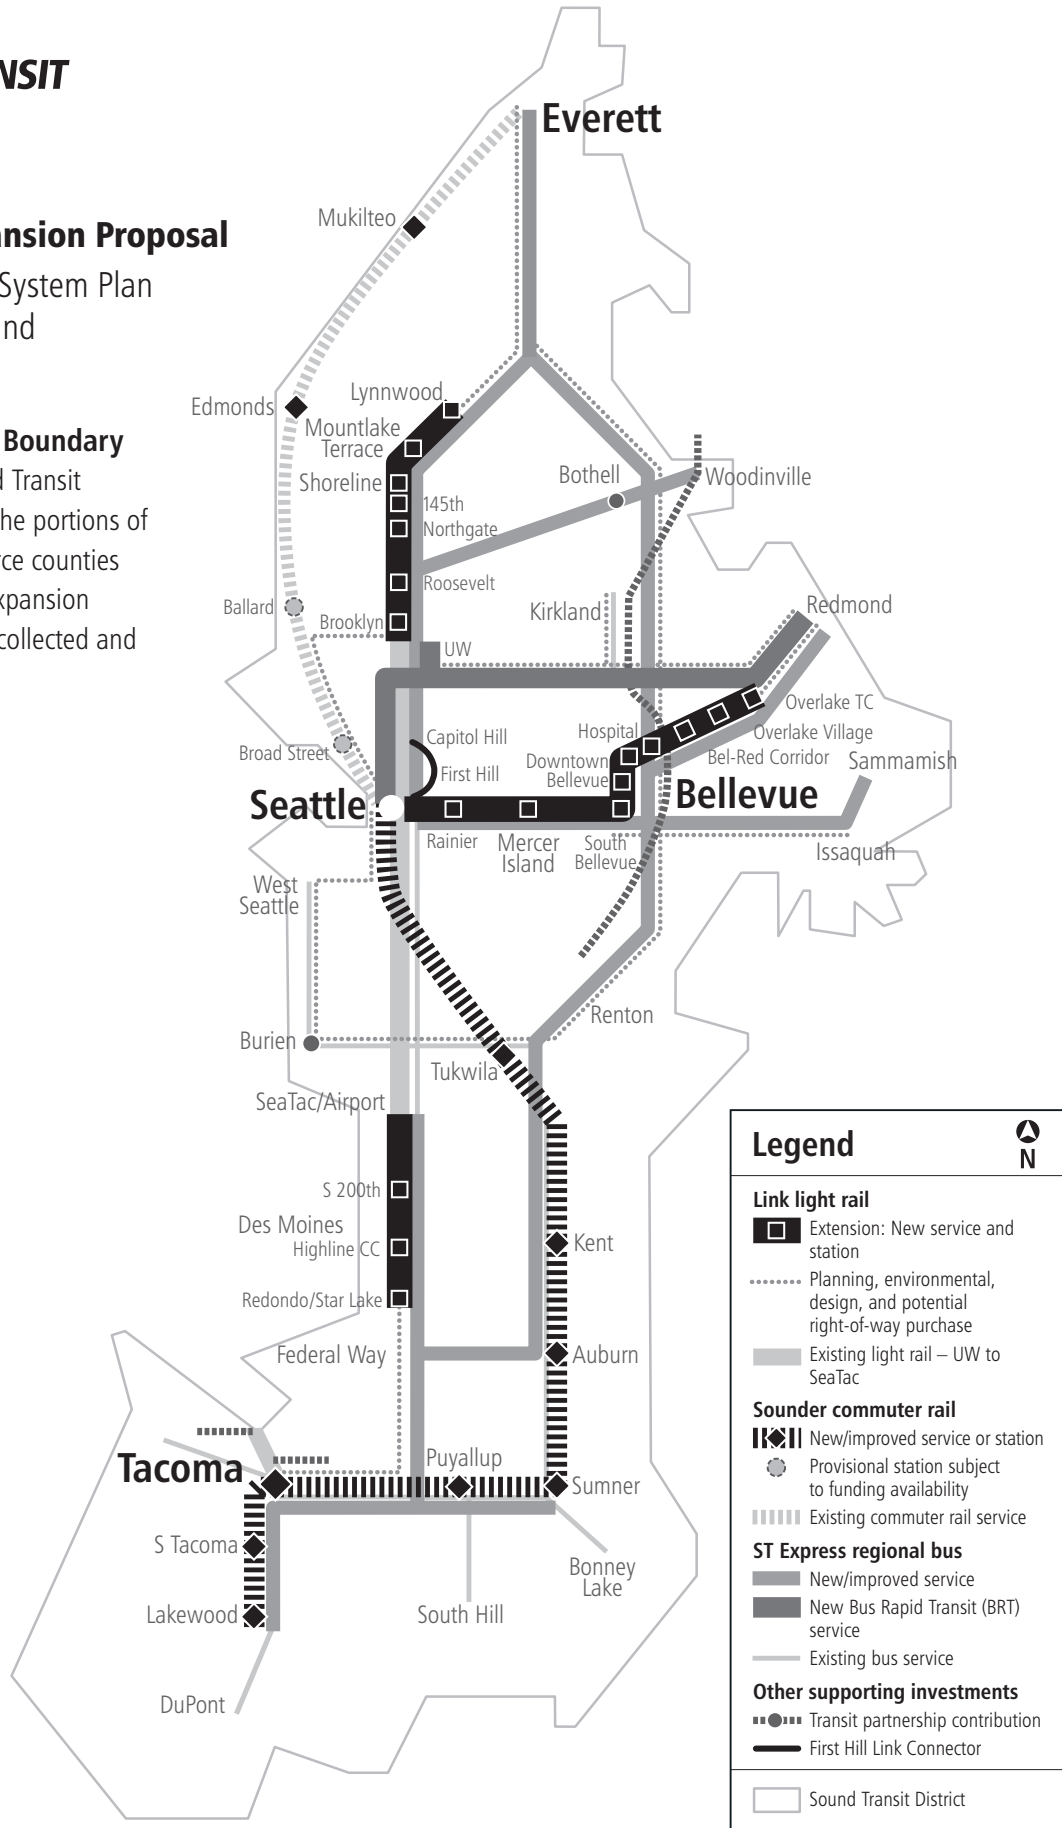 NSIT
ansion Proposal
System Plan
nd
Boundary
d Transit
he portions of
rce counties
xpansion
collected and
Everett
Mukilteo
Edmonds
Lynnwood
Mountlake
Terrace
Shoreline
145th
Northgate
Bothell
Woodinville
Roosevelt
Ballard
Brooklyn
Kirkland
Redmond
UW
Overlake TC
Capitol Hill
Hospital
Overlake Village
Broad Street
First Hill
Downtown
Bellevue
Bel-Red Corridor
Sammamish
Seattle
Bellevue
Rainier
Mercer
Island
South
Bellevue
Issaquah
West
Seattle
Renton
Burien
Tukwila
SeaTac/Airport
S 200th
Des Moines
Highline CC
Kent
Redondo/Star Lake
Federal Way
Auburn
Tacoma
Puyallup
Sumner
S Tacoma
Bonney
Lake
Lakewood
South Hill
DuPont
Legend
N
Link light rail
Extension: New service and
station
Planning, environmental,
design, and potential
right-of-way purchase
Existing light rail – UW to
SeaTac
Sounder commuter rail
New/improved service or station
Provisional station subject
to funding availability
Existing commuter rail service
ST Express regional bus
New/improved service
New Bus Rapid Transit (BRT)
service
Existing bus service
Other supporting investments
Transit partnership contribution
First Hill Link Connector
Sound Transit District